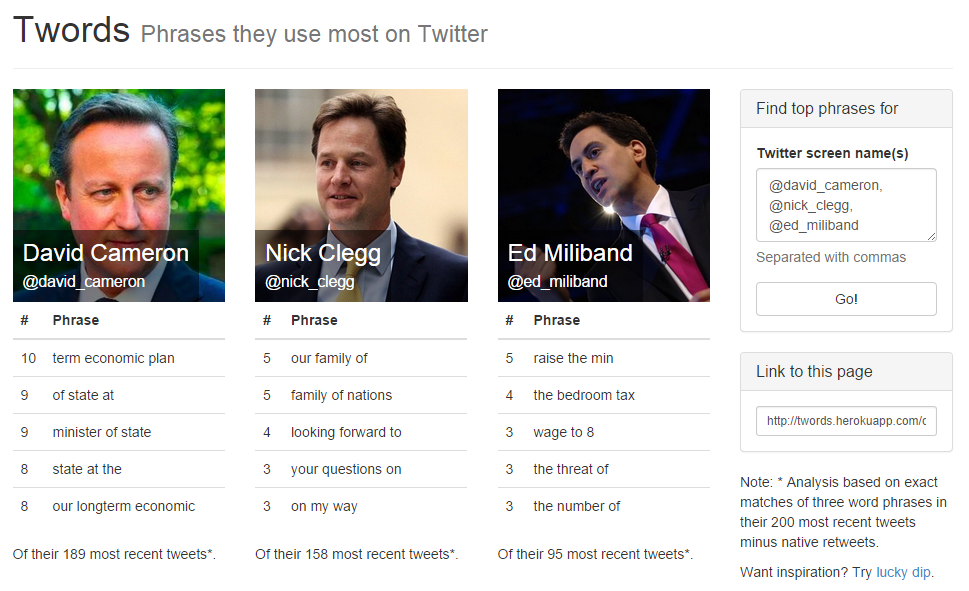 Twords Phrases they use most on Twitter
David Cameron
@david_cameron
# Phrase
10 term economic plan
9 of state at
9 minister of state
8 state at the
8 our longterm economic
Of their 189 most recent tweets*.
Nick Clegg
@nick_clegg
# Phrase
5 our family of
5 family of nations
4 looking forward to
3 your questions on
3 on my way
Of their 158 most recent tweets*.
Ed Miliband
@ed_miliband
# Phrase
5 raise the min
4 the bedroom tax
3 wage to 8
3 the threat of
3 the number of
Of their 95 most recent tweets*.
Find top phrases for
Twitter screen name(s)
@david_cameron,
@nick_clegg,
@ed_miliband
Separated with commas
Go!
Link to this page
http://twords.herokuapp.com/c
Note: * Analysis based on exact
matches of three word phrases in
their 200 most recent tweets
minus native retweets.
Want inspiration? Try lucky dip.